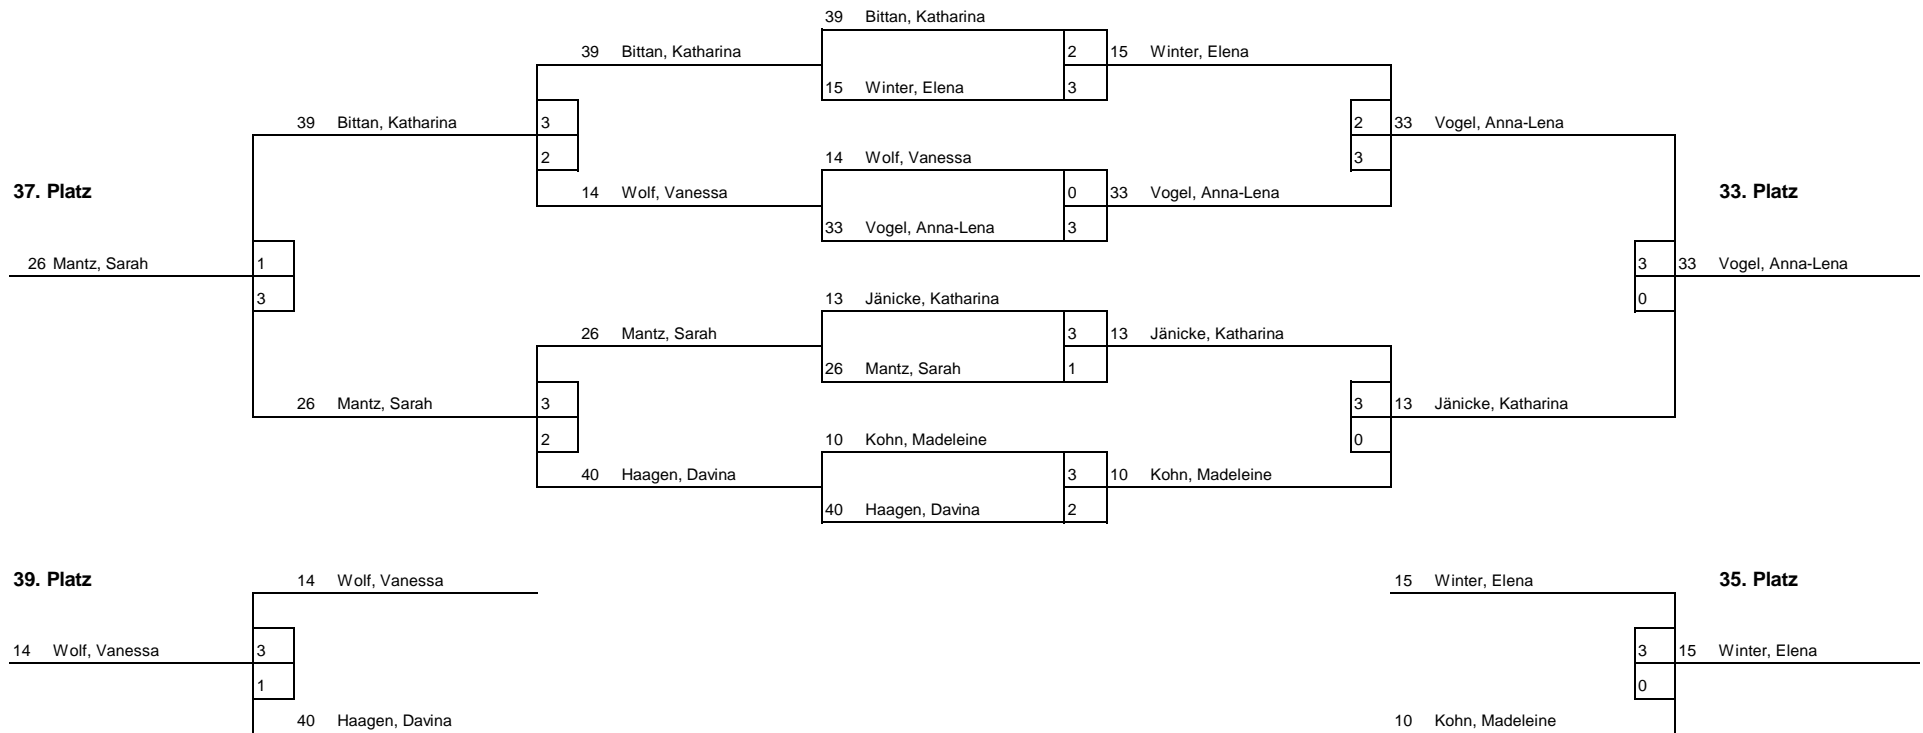 39 Bittan, Katharina
39 Bittan, Katharina 2 15 Winter, Elena
15 Winter, Elena 3
39 Bittan, Katharina 3 2 33 Vogel, Anna-Lena
2 14 Wolf, Vanessa 3
37. Platz 14 Wolf, Vanessa 0 33 Vogel, Anna-Lena 33. Platz
33 Vogel, Anna-Lena 3
26 Mantz, Sarah 1 3 33 Vogel, Anna-Lena
3 13 Jänicke, Katharina 0
26 Mantz, Sarah 3 13 Jänicke, Katharina
26 Mantz, Sarah 1
26 Mantz, Sarah 3 3 13 Jänicke, Katharina
2 10 Kohn, Madeleine 0
40 Haagen, Davina 3 10 Kohn, Madeleine
40 Haagen, Davina 2
39. Platz 14 Wolf, Vanessa 15 Winter, Elena 35. Platz
14 Wolf, Vanessa 3 3 15 Winter, Elena
1 0
40 Haagen, Davina 10 Kohn, Madeleine